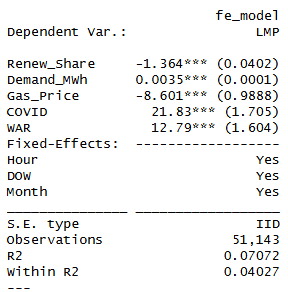 fe_model
Dependent Var.: LMP
Renew_Share -1.364*** (0.0402)
Demand_MWh 0.0035*** (0.0001)
Gas_Price -8.601*** (0.9888)
COVID 21.83*** (1.705)
WAR 12.79*** (1.604)
Fixed-Effects: ------------------
Hour Yes
DOW Yes
Month Yes
_______________ __________________
S.E. type IID
Observations 51,143
R2 0.07072
Within R2 0.04027
---